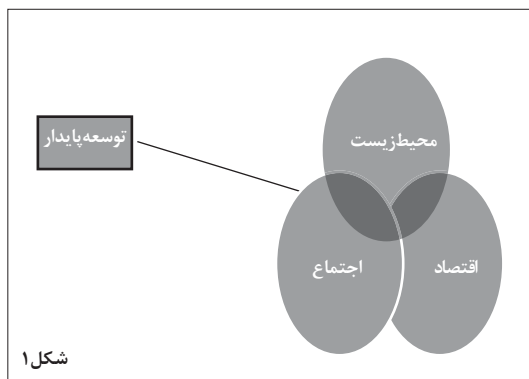 محیط‌زیست
توسعه‌پایدار
اقتصاد
اجتماع
شکل۱